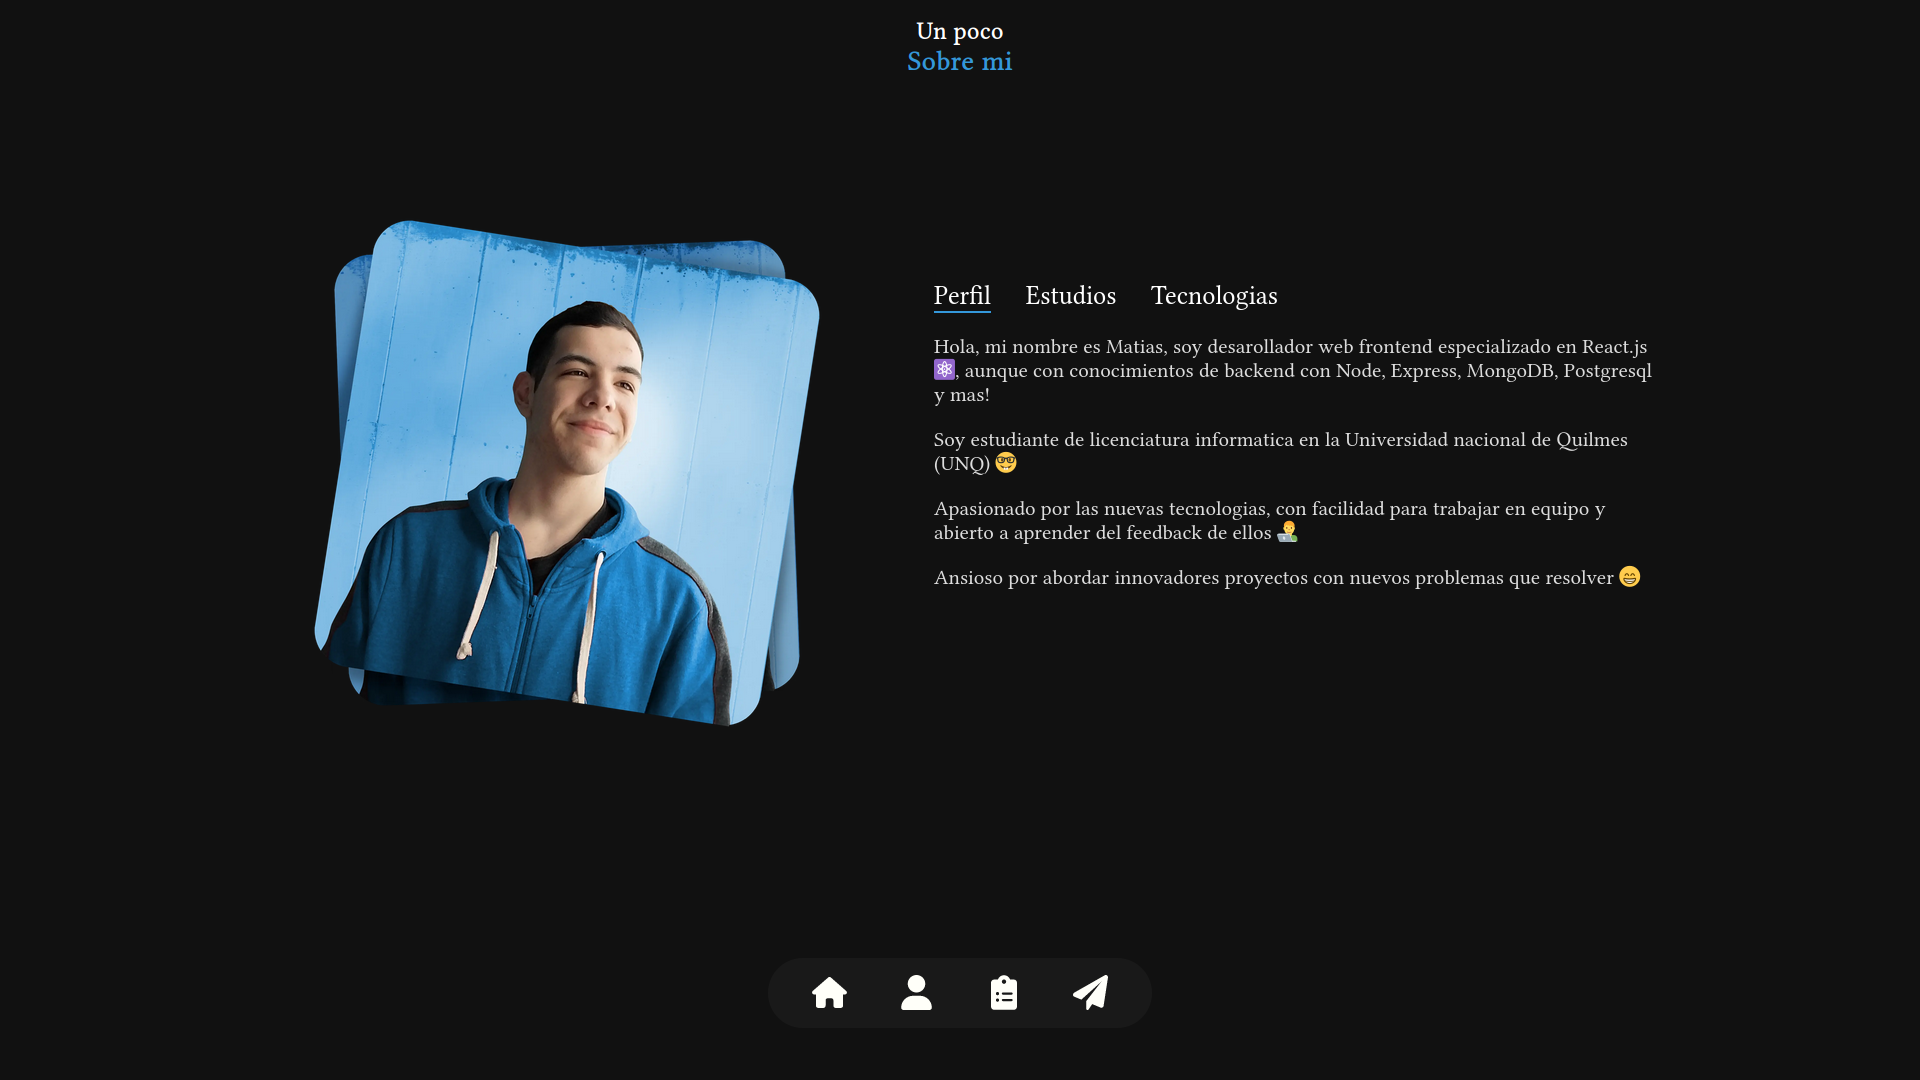 Un poco
Sobre mi
Perfil Estudios Tecnologias
Hola, mi nombre es Matias, soy desarollador web frontend especializado en React.js
⚛️, aunque con conocimientos de backend con Node, Express, MongoDB, Postgresql
y mas!
Soy estudiante de licenciatura informatica en la Universidad nacional de Quilmes
(UNQ) 🤓
Apasionado por las nuevas tecnologias, con facilidad para trabajar en equipo y
abierto a aprender del feedback de ellos 👨‍💻
Ansioso por abordar innovadores proyectos con nuevos problemas que resolver 😄